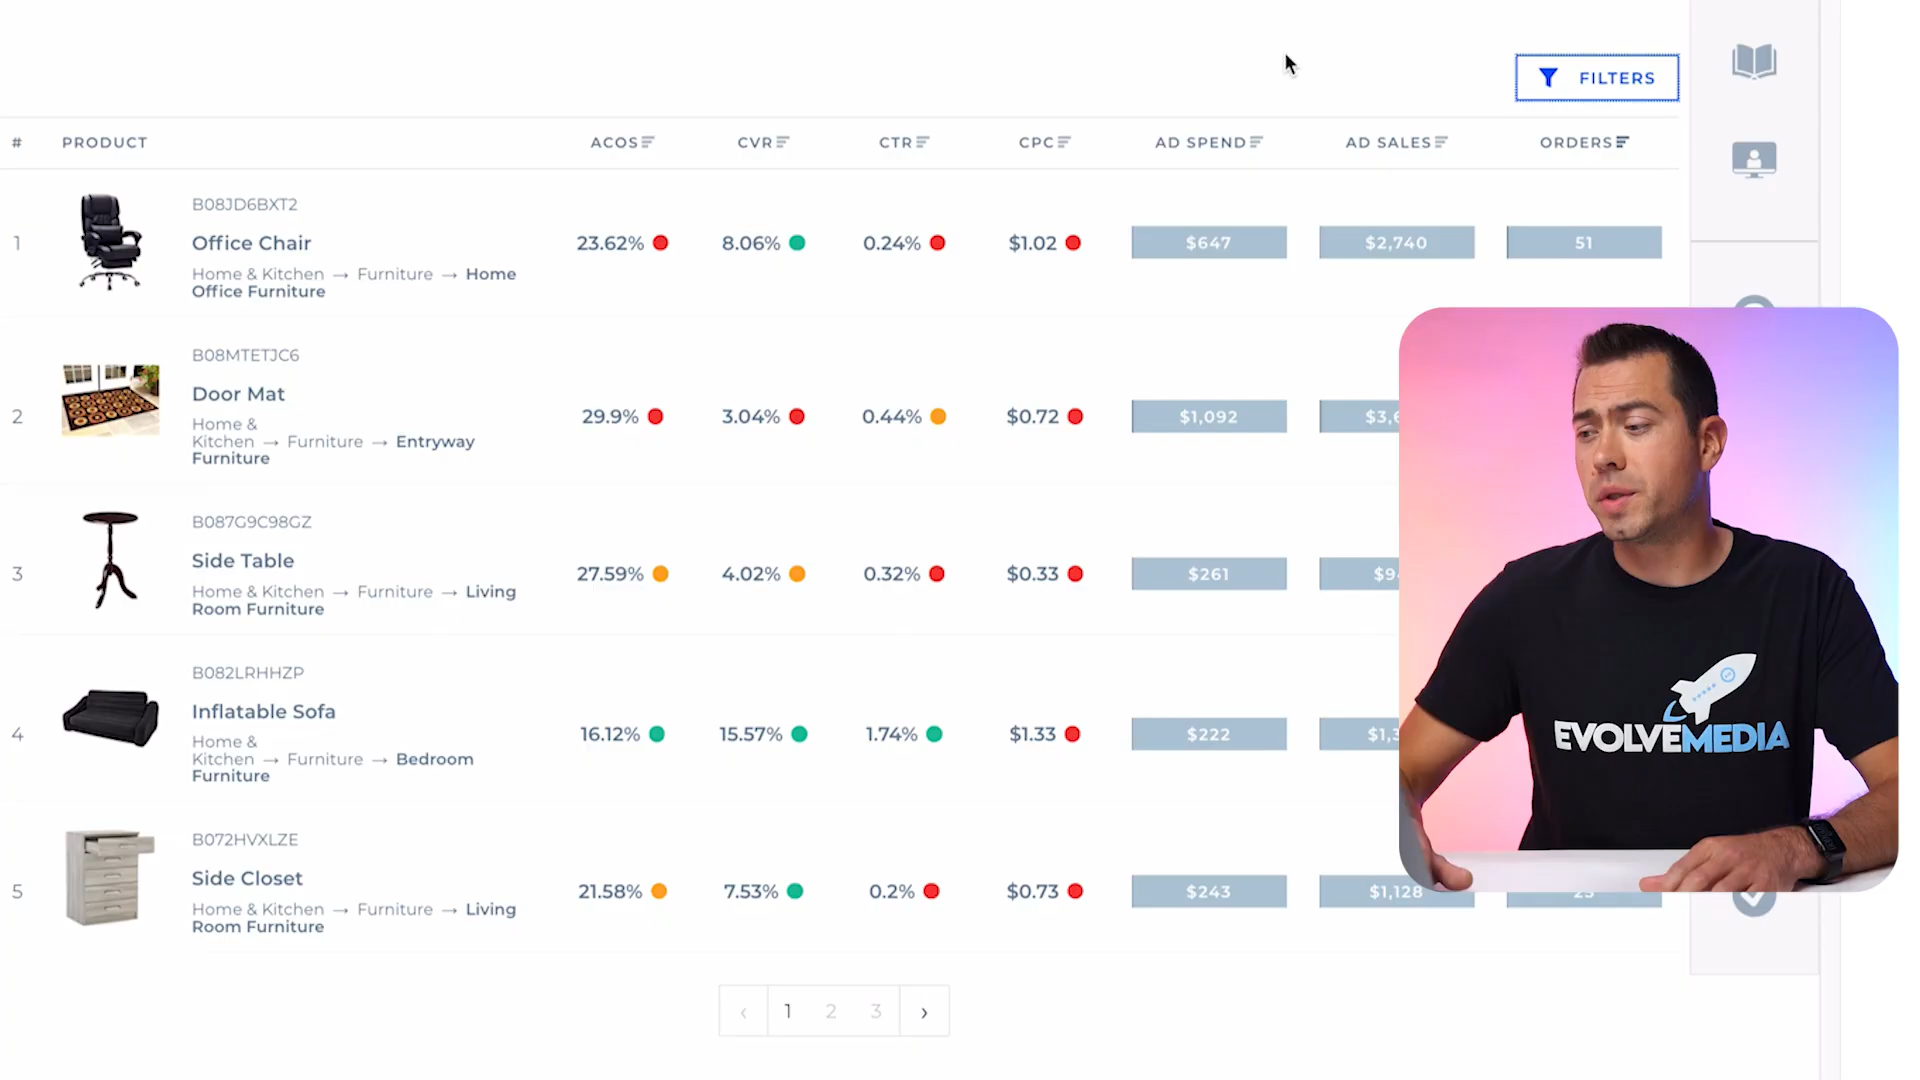 FILTERS
# PRODUCT ACOS CVR CTR CPC AD SPEND AD SALES ORDERS
B08JD6BXT2
1 Office Chair 23.62% 8.06% 0.24% $1.02 $647 $2,740 51
Home & Kitchen → Furniture → Home
Office Furniture
B08MTETJC6
Door Mat
2 29.9% 3.04% 0.44% $0.72 $1,092
Home &
Kitchen → Furniture → Entryway
Furniture
B087G9C98GZ
Side Table
3 27.59% 4.02% 0.32% $0.33 $261
Home & Kitchen → Furniture → Living
Room Furniture
B082LRHHZP
Inflatable Sofa
4 16.12% 15.57% 1.74% $1.33 $222
Home &
Kitchen → Furniture → Bedroom
Furniture
B072HVXLZE
Side Closet
5 21.58% 7.53% 0.2% $0.73 $243 $1,128
Home & Kitchen → Furniture → Living
Room Furniture
EVOLVEMEDIA
‹ 1 2 3 ›